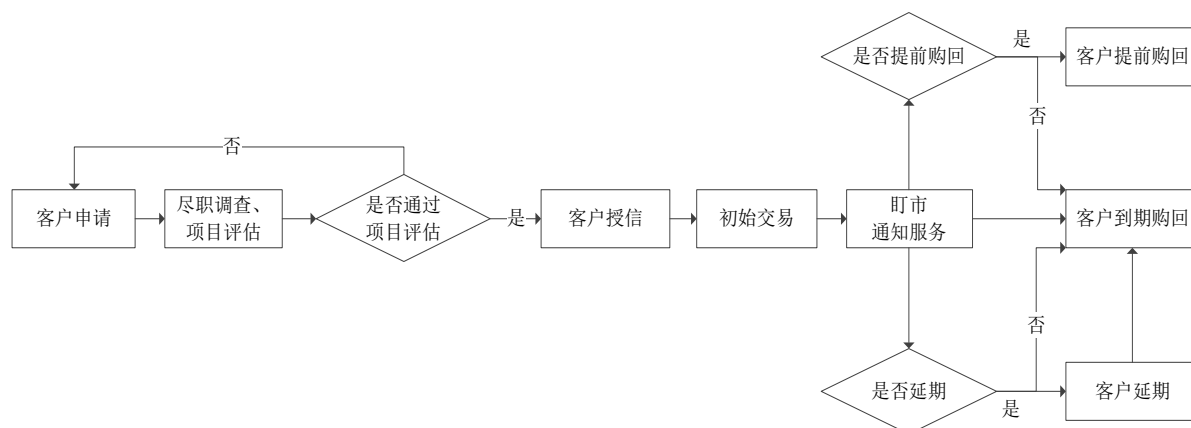 是否提前购回
是
客户提前购回
否
否
客户申请
尽职调查、
项目评估
是否通过
项目评估
是
客户授信
初始交易
盯市
通知服务
客户到期购回
否
是否延期
是
客户延期